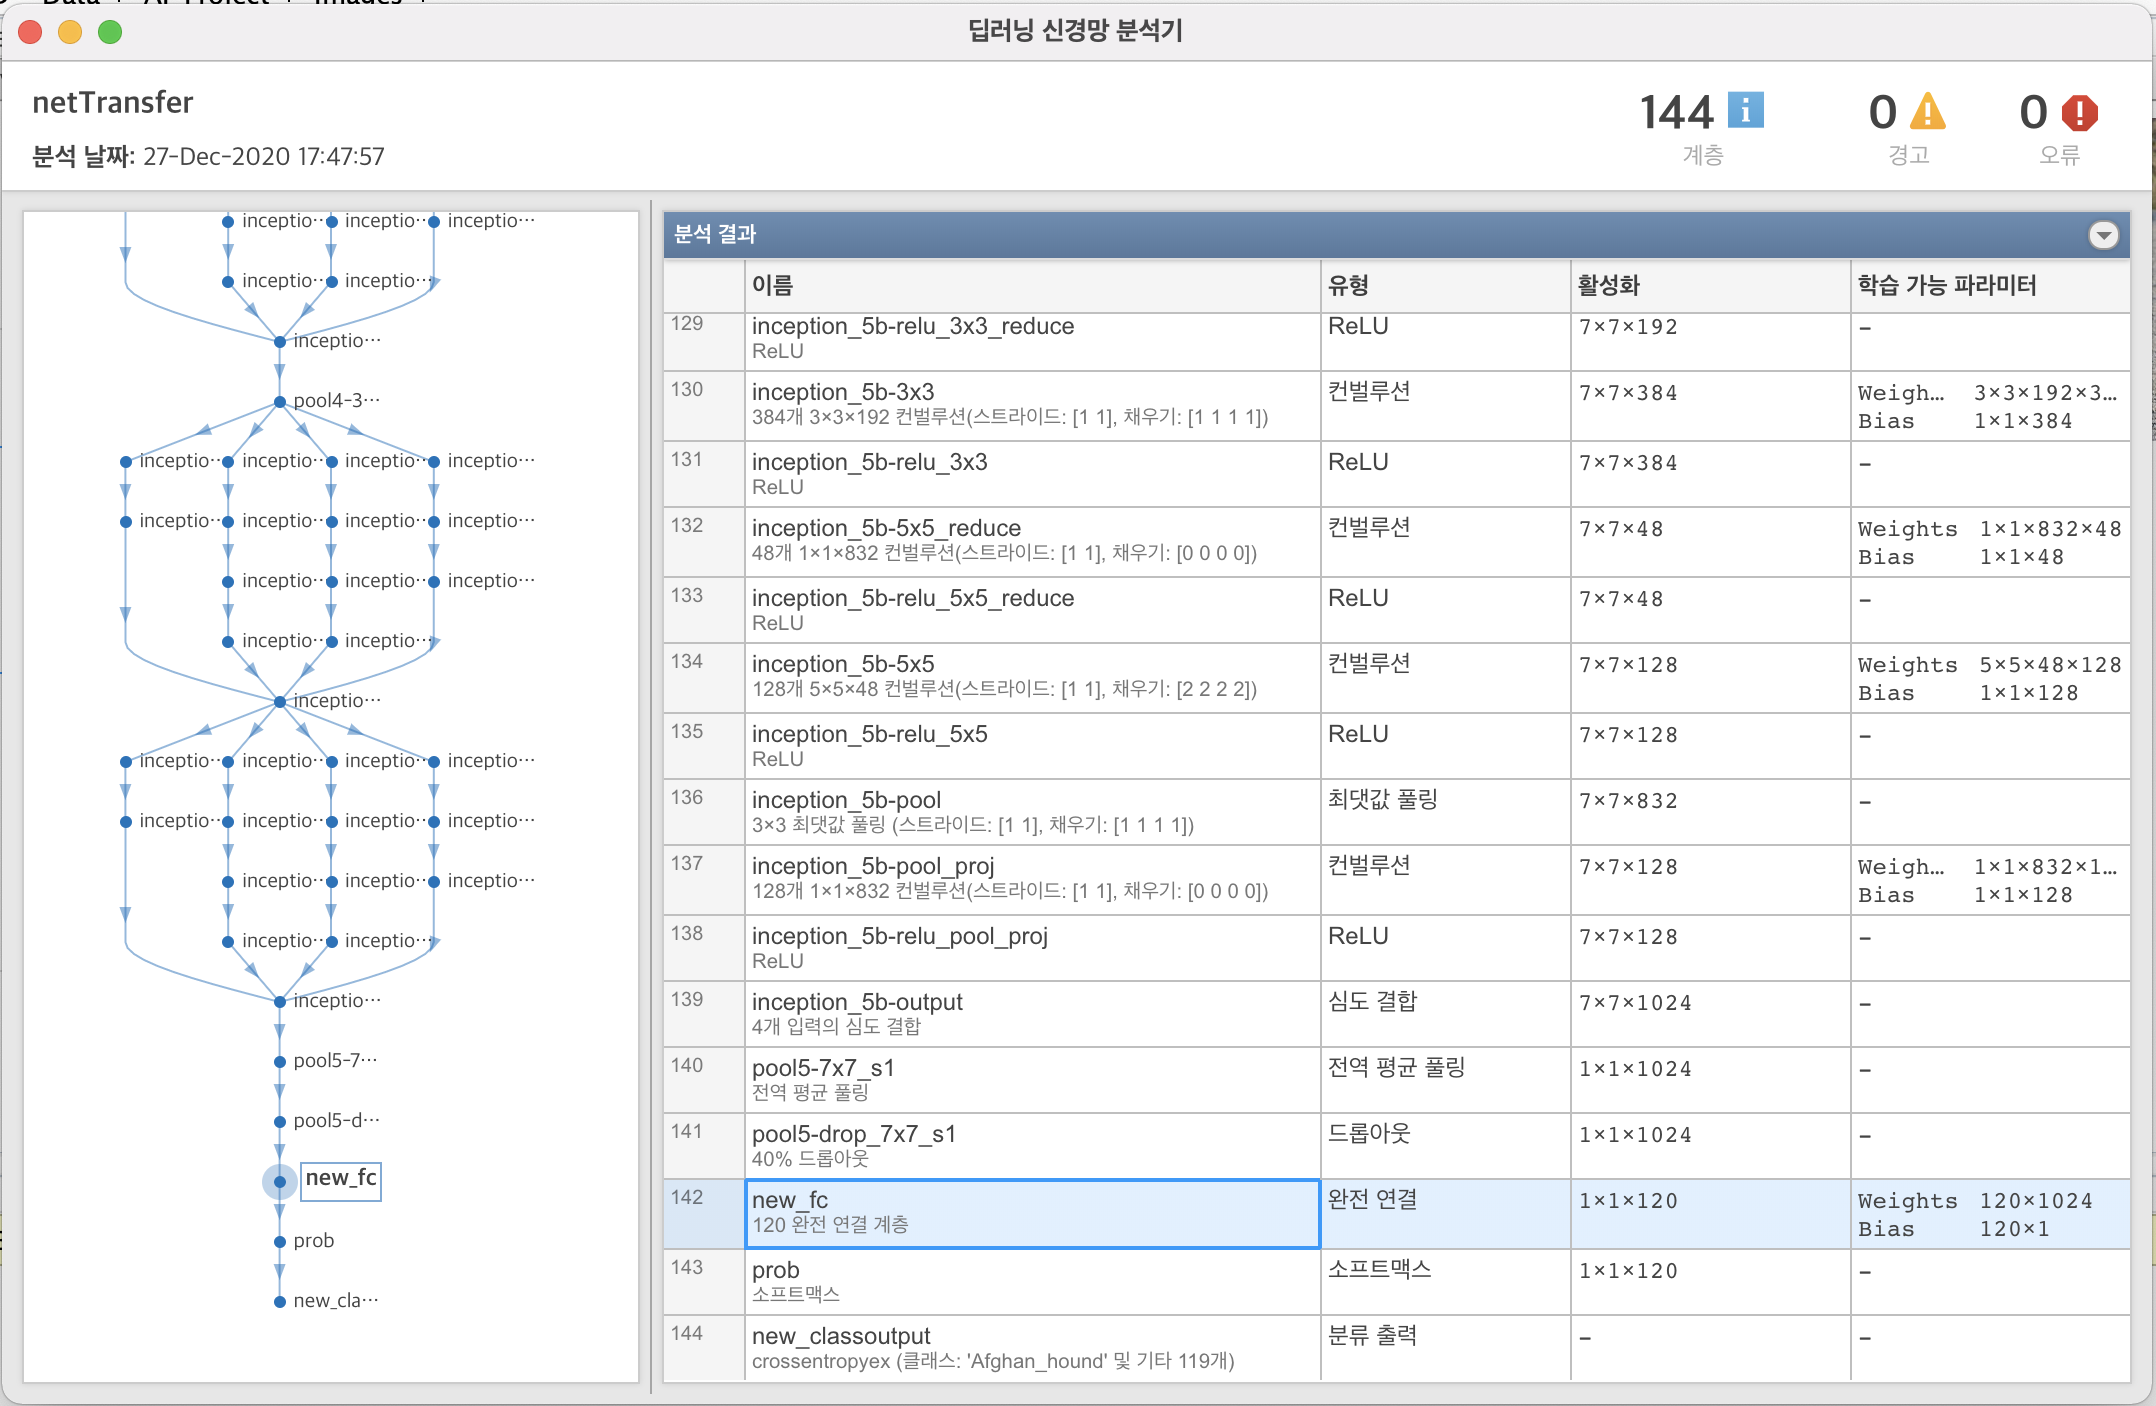 딥러닝 신경망 분석기
netTransfer
분석 날짜: 27-Dec-2020 17:47:57
144
계층
0
경고
0
오류
inceptio··· inceptio··· inceptio···
inceptio··· inceptio···
inceptio···
pool4-3···
inceptio··· inceptio··· inceptio··· inceptio···
inceptio··· inceptio··· inceptio··· inceptio···
inceptio··· inceptio··· inceptio···
inceptio··· inceptio···
inceptio···
inceptio··· inceptio··· inceptio··· inceptio···
inceptio··· inceptio··· inceptio··· inceptio···
inceptio··· inceptio··· inceptio···
inceptio··· inceptio···
inceptio···
pool5-7···
pool5-d···
new_fc
prob
new_cla···
분석 결과
이름 유형 활성화 학습 가능 파라미터
129 inception_5b-relu_3x3_reduce ReLU 7×7×192 –
ReLU
130 inception_5b-3x3 컨벌루션 7×7×384 Weigh... 3×3×192×3...
384개 3×3×192 컨벌루션(스트라이드: [1 1], 채우기: [1 1 1 1]) Bias 1×1×384
131 inception_5b-relu_3x3 ReLU 7×7×384 –
ReLU
132 inception_5b-5x5_reduce 컨벌루션 7×7×48 Weights 1×1×832×48
48개 1×1×832 컨벌루션(스트라이드: [1 1], 채우기: [0 0 0 0]) Bias 1×1×48
133 inception_5b-relu_5x5_reduce ReLU 7×7×48 –
ReLU
134 inception_5b-5x5 컨벌루션 7×7×128 Weights 5×5×48×128
128개 5×5×48 컨벌루션(스트라이드: [1 1], 채우기: [2 2 2 2]) Bias 1×1×128
135 inception_5b-relu_5x5 ReLU 7×7×128 –
ReLU
136 inception_5b-pool 최댓값 풀링 7×7×832 –
3×3 최댓값 풀링 (스트라이드: [1 1], 채우기: [1 1 1 1])
137 inception_5b-pool_proj 컨벌루션 7×7×128 Weigh... 1×1×832×1...
128개 1×1×832 컨벌루션(스트라이드: [1 1], 채우기: [0 0 0 0]) Bias 1×1×128
138 inception_5b-relu_pool_proj ReLU 7×7×128 –
ReLU
139 inception_5b-output 심도 결합 7×7×1024 –
4개 입력의 심도 결합
140 pool5-7x7_s1 전역 평균 풀링 1×1×1024 –
전역 평균 풀링
141 pool5-drop_7x7_s1 드롭아웃 1×1×1024 –
40% 드롭아웃
142 new_fc 완전 연결 1×1×120 Weights 120×1024
120 완전 연결 계층 Bias 120×1
143 prob 소프트맥스 1×1×120 –
소프트맥스
144 new_classoutput 분류 출력 – –
crossentropyex (클래스: 'Afghan_hound' 및 기타 119개)